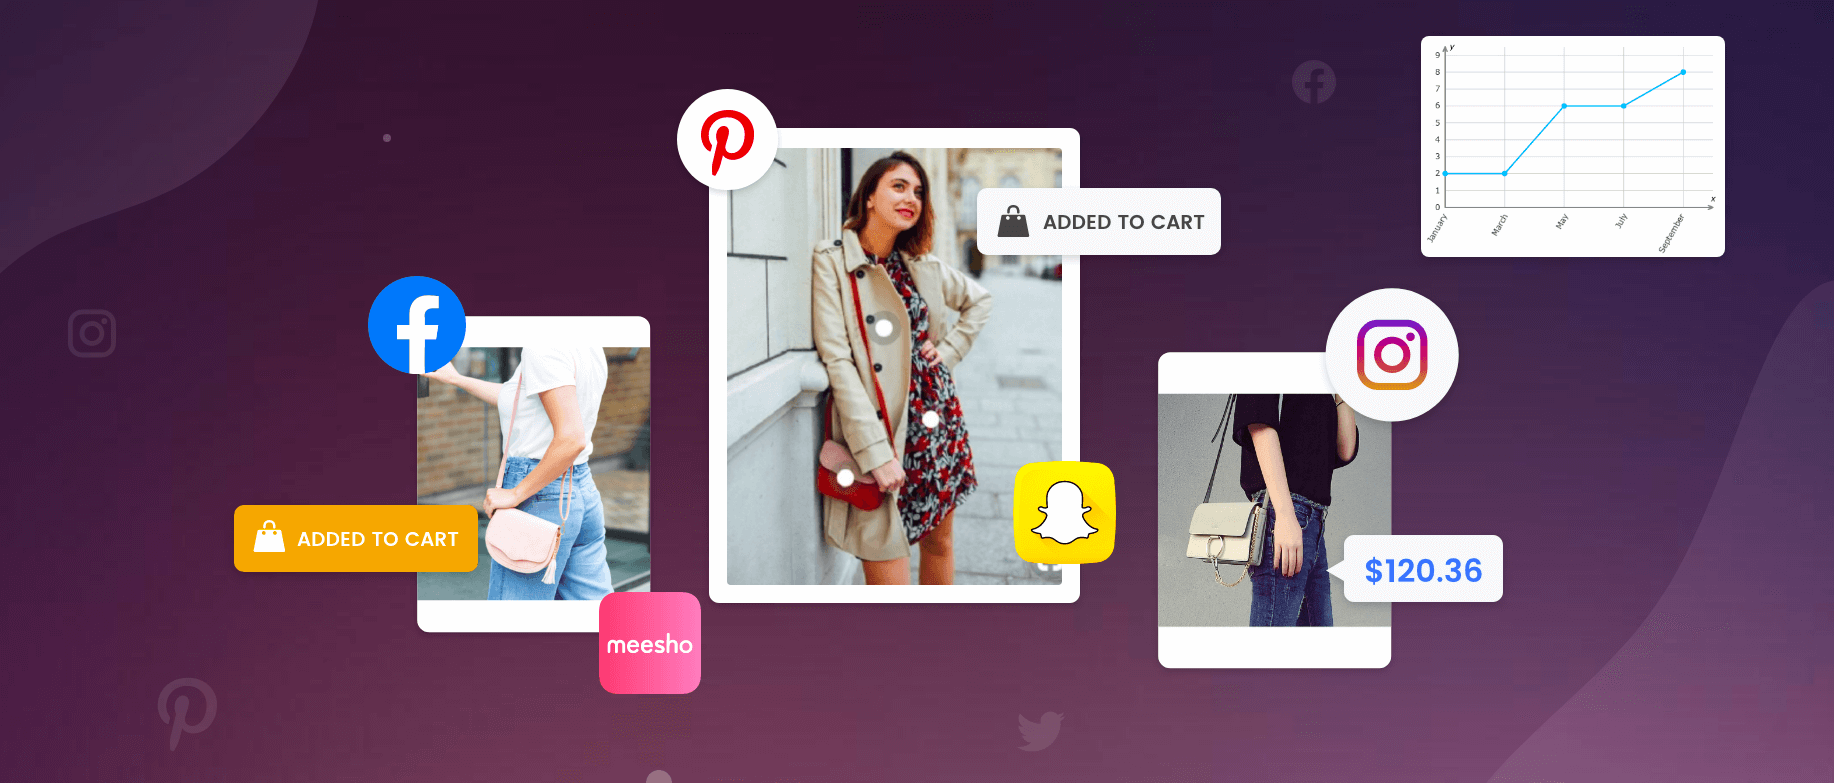 y
9
8
7
6
5
4
3
2
1
0
x
January
March
May
July
September
ADDED TO CART
ADDED TO CART
$120.36
meesho